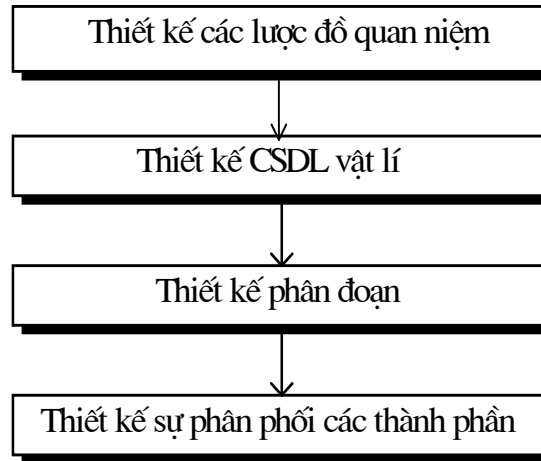 Thiết kế các lược đồ quan niệm
Thiết kế CSDL vật lí
Thiết kế phân đoạn
Thiết kế sự phân phối các thành phần